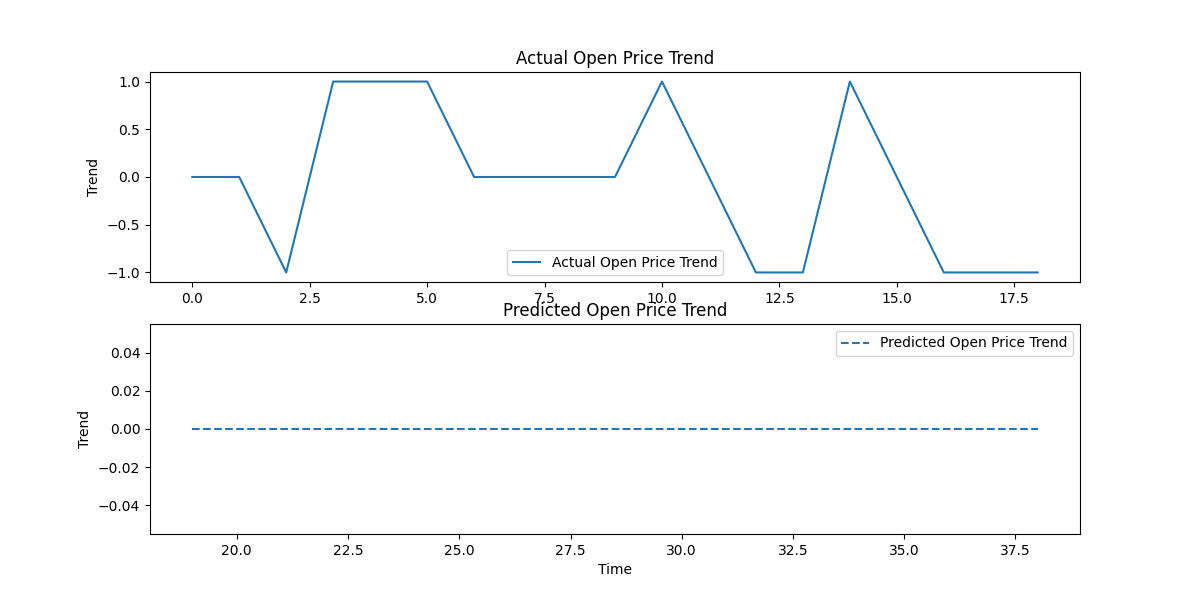 Actual Open Price Trend
1.0
0.5
0.0
−0.5
−1.0
Trend
Actual Open Price Trend
0.0 2.5 5.0 7.5 10.0 12.5 15.0 17.5
Predicted Open Price Trend
0.04
0.02
0.00
−0.02
−0.04
Trend
Predicted Open Price Trend
20.0 22.5 25.0 27.5 30.0 32.5 35.0 37.5
Time